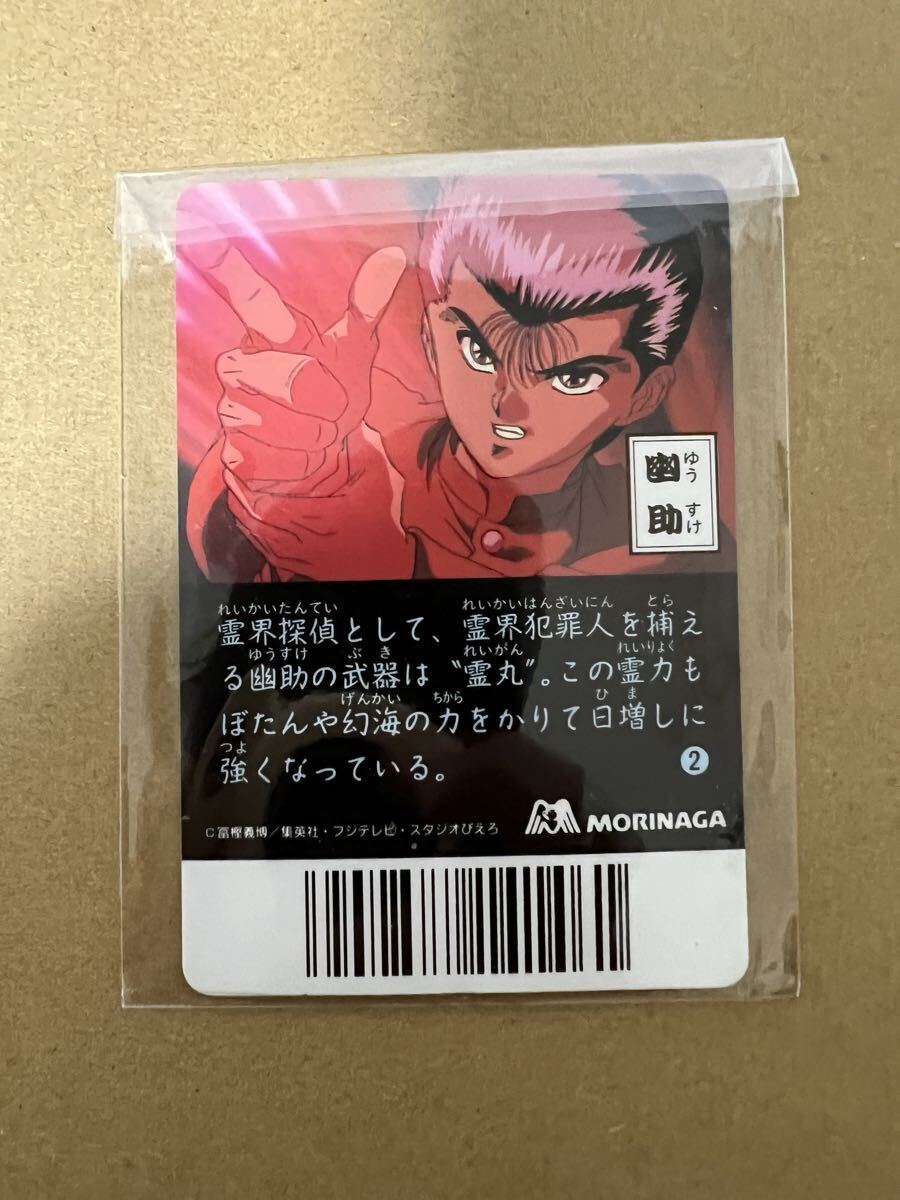 幽助
ゆうすけ
れいかいたんてい れいかいはんざいにん とら
霊界探偵として、霊界犯罪人を捕え
ゆうすけ ぶき れいがん れいりょく
る幽助の武器は“霊丸”。この霊力も
げんかい ちから ひま
ぼたんや幻海の力をかりて日増しに
つよ
強くなっている。
2
©富樫義博/集英社・フジテレビ・スタジオぴえろ
MORINAGA